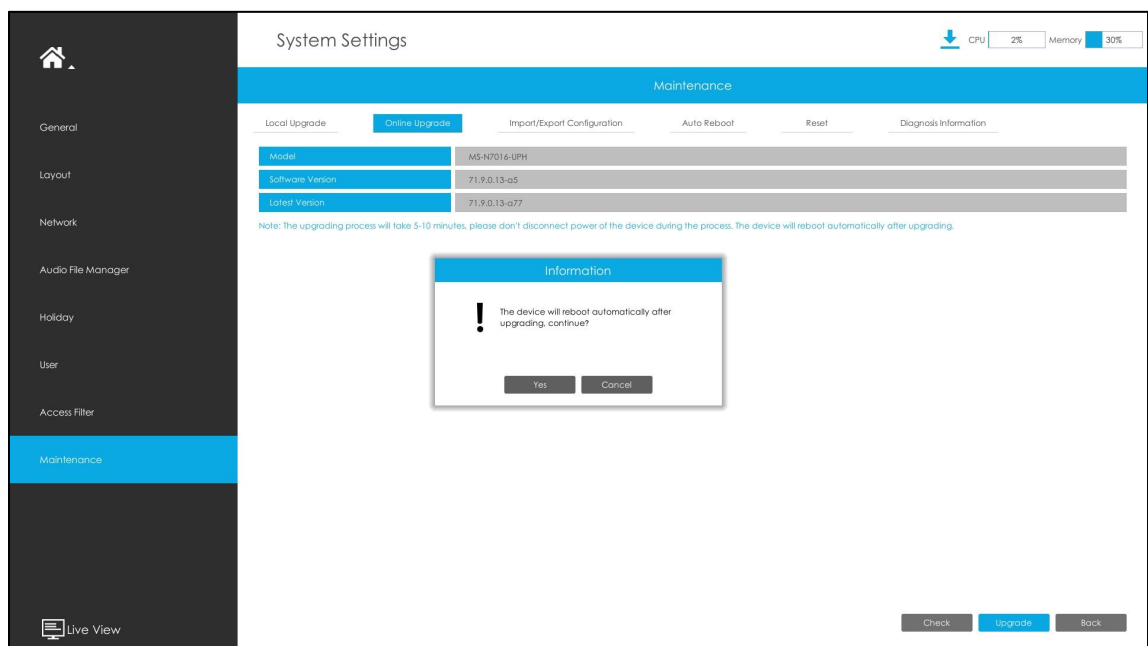 System Settings
CPU 2% Memory 30%
Maintenance
General
Layout
Network
Audio File Manager
Holiday
User
Access Filter
Maintenance
Live View
Local Upgrade Online Upgrade Import/Export Configuration Auto Reboot Reset Diagnosis Information
Model MS-N7016-UPH
Software Version 71.9.0.13-a5
Latest Version 71.9.0.13-a77
Note: The upgrading process will take 5-10 minutes, please don't disconnect power of the device during the process. The device will reboot automatically after upgrading.
Information
The device will reboot automatically after
upgrading, continue?
Yes Cancel
Check Upgrade Back